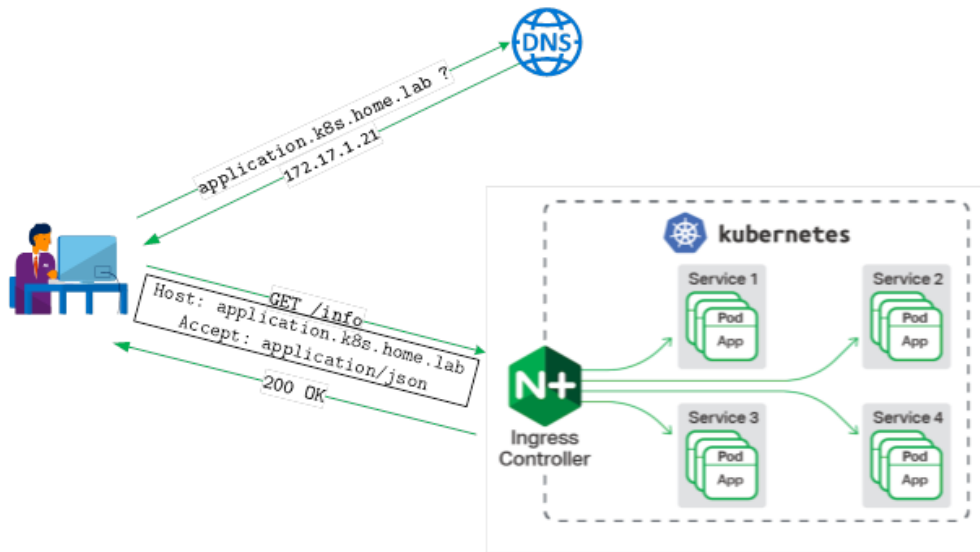 DNS
application.k8s.home.lab ?
172.17.1.21
GET /info
Host: application.k8s.home.lab
Accept: application/json
200 OK
kubernetes
Service 1
Pod
App
Service 2
Pod
App
N+
Ingress
Controller
Service 3
Pod
App
Service 4
Pod
App